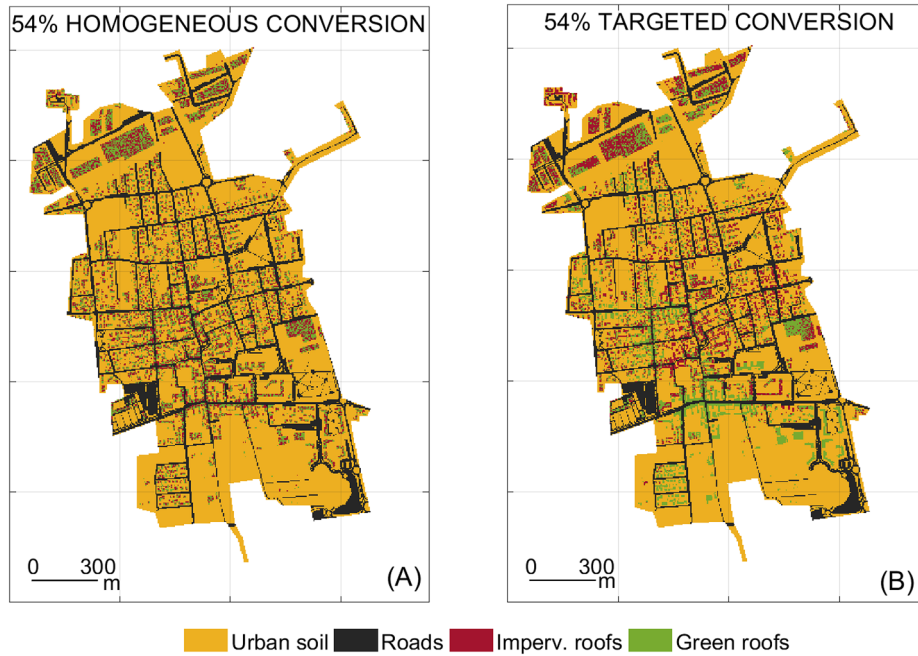 54% HOMOGENEOUS CONVERSION
0 300
m
(A)
54% TARGETED CONVERSION
0 300
m
(B)
Urban soil Roads Imperv. roofs Green roofs